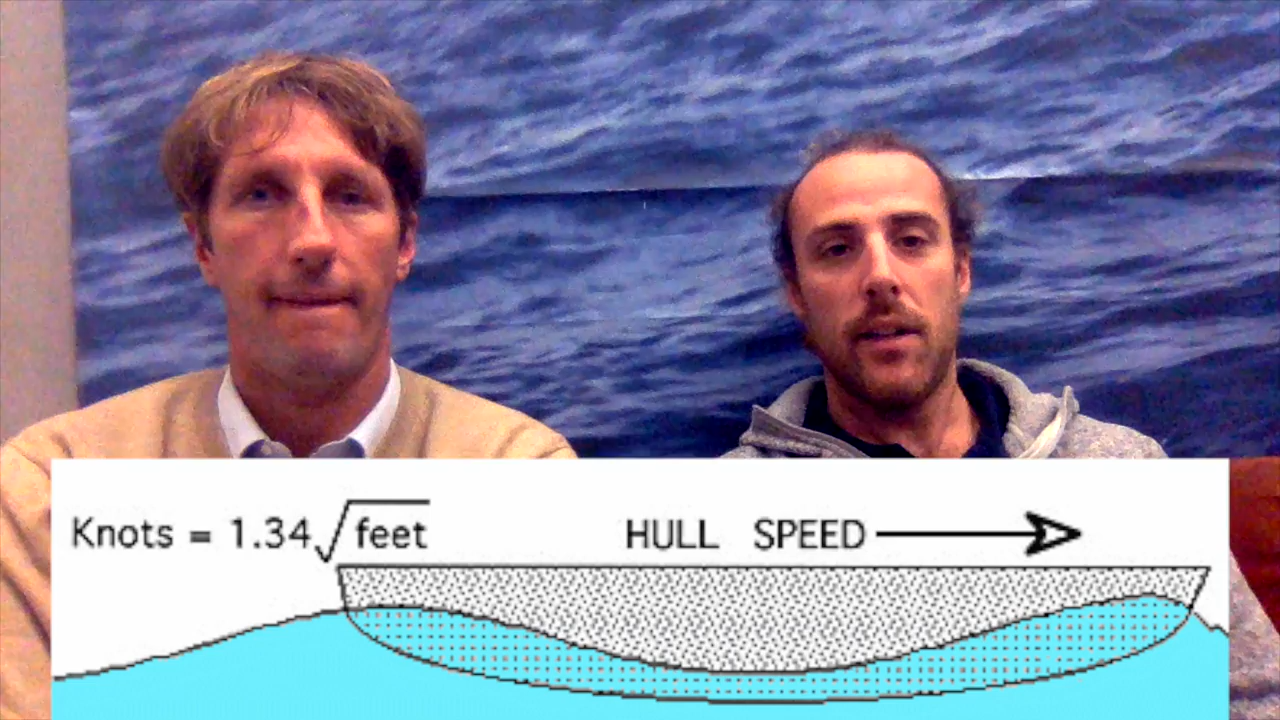 Knots = 1.34√feet HULL SPEED